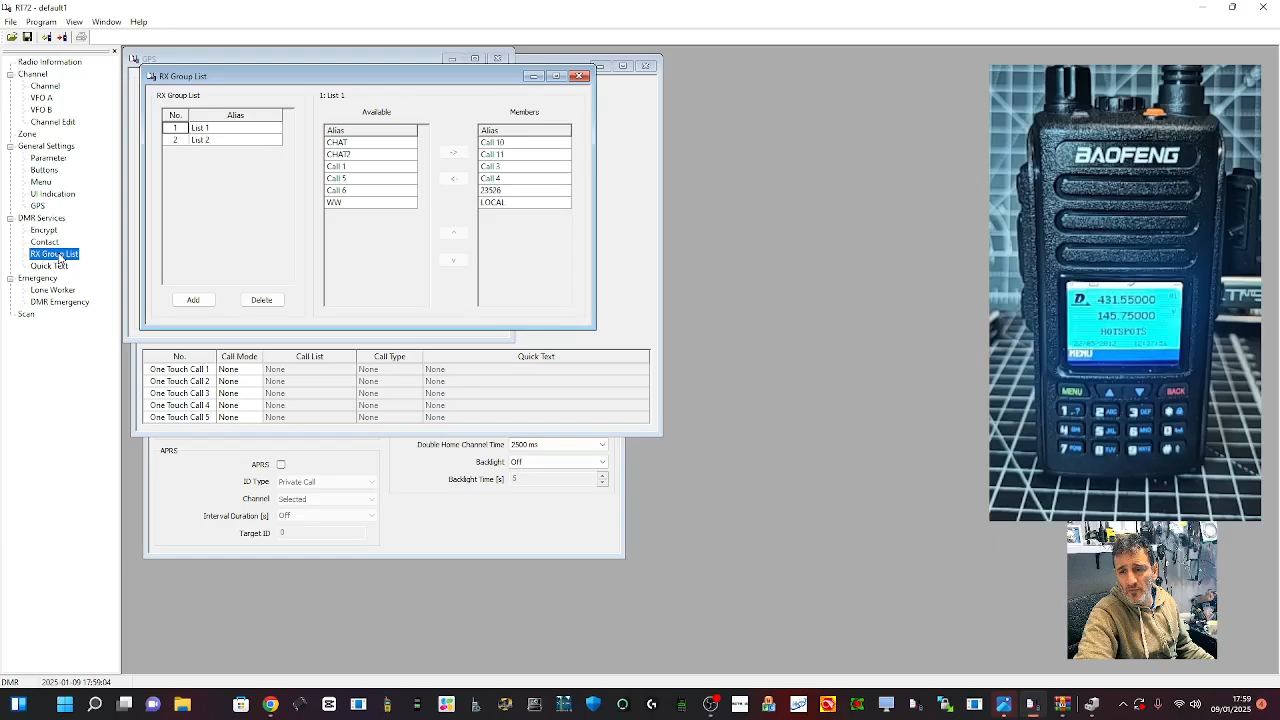 RT72 - default1
File Program View Window Help
Radio Information
Channel
Channel
VFO A
VFO B
Channel Edit
Zone
General Settings
Parameter
Buttons
Menu
UI Indication
GPS
DMR Services
Encrypt
Contact
RX Group List
Quick Text
Emergency
Lone Worker
DMR Emergency
Scan
GPS
RX Group List
RX Group List
No. Alias
1 List 1
2 List 2
Add Delete
1: List 1
Available
Alias
CHAT
CHAT2
Call 1
Call 5
Call 6
WW
->
<-
^
v
Members
Alias
Call 10
Call 11
Call 3
Call 4
LOCAL
No. Call Mode Call List Call Type Quick Text
One Touch Call 1 None None None None
One Touch Call 2 None None None None
One Touch Call 3 None None None None
One Touch Call 4 None None None None
One Touch Call 5 None None None None
APRS
APRS
ID Type Private Call
Channel Selected
Interval Duration [s] Off
Target ID 0
Double Home Channel Time 2500 ms
Backlight Off
Backlight Time [s] 5
BAOFENG
D 431.55000
145.75000
HOTSPOTS
MENU
MENU BACK
DMR 2025-01-09 17:59:04
17:59
09/01/2025